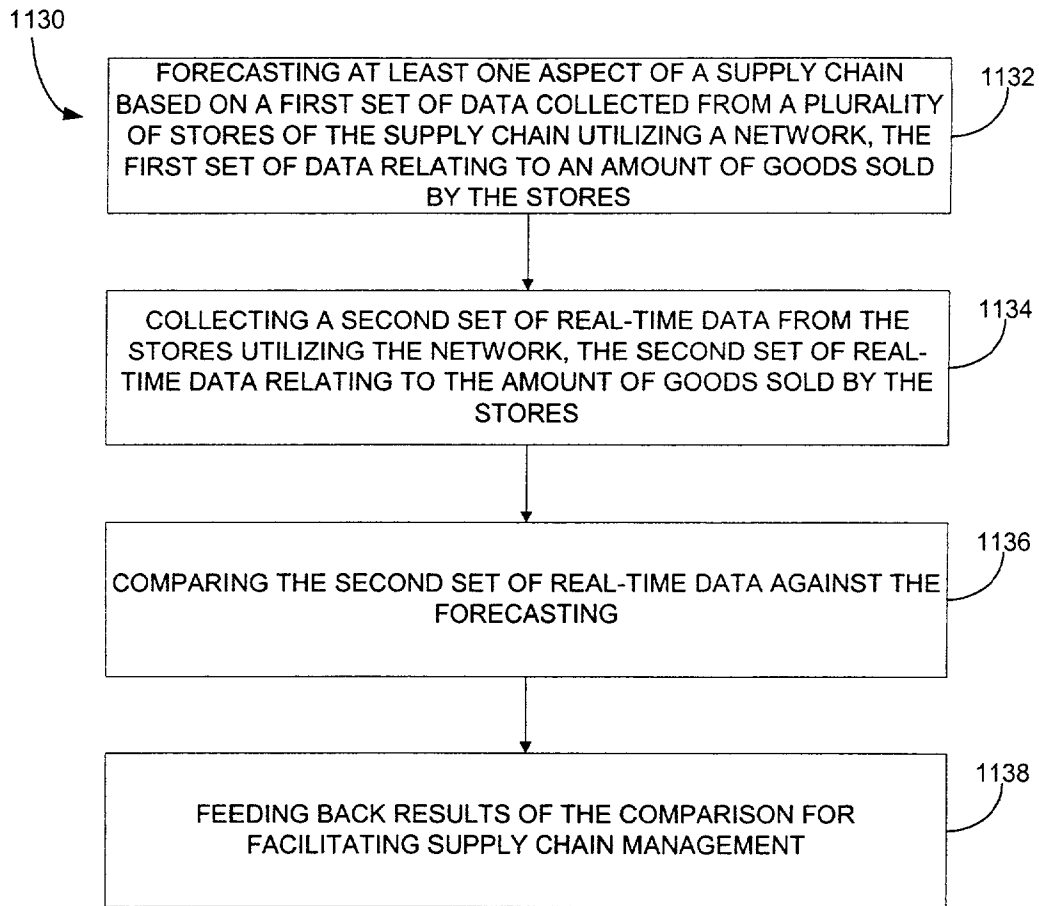 1130
FORECASTING AT LEAST ONE ASPECT OF A SUPPLY CHAIN
BASED ON A FIRST SET OF DATA COLLECTED FROM A PLURALITY
OF STORES OF THE SUPPLY CHAIN UTILIZING A NETWORK, THE
FIRST SET OF DATA RELATING TO AN AMOUNT OF GOODS SOLD
BY THE STORES
1132
COLLECTING A SECOND SET OF REAL-TIME DATA FROM THE
STORES UTILIZING THE NETWORK, THE SECOND SET OF REAL-
TIME DATA RELATING TO THE AMOUNT OF GOODS SOLD BY THE
STORES
1134
COMPARING THE SECOND SET OF REAL-TIME DATA AGAINST THE
FORECASTING
1136
FEEDING BACK RESULTS OF THE COMPARISON FOR
FACILITATING SUPPLY CHAIN MANAGEMENT
1138